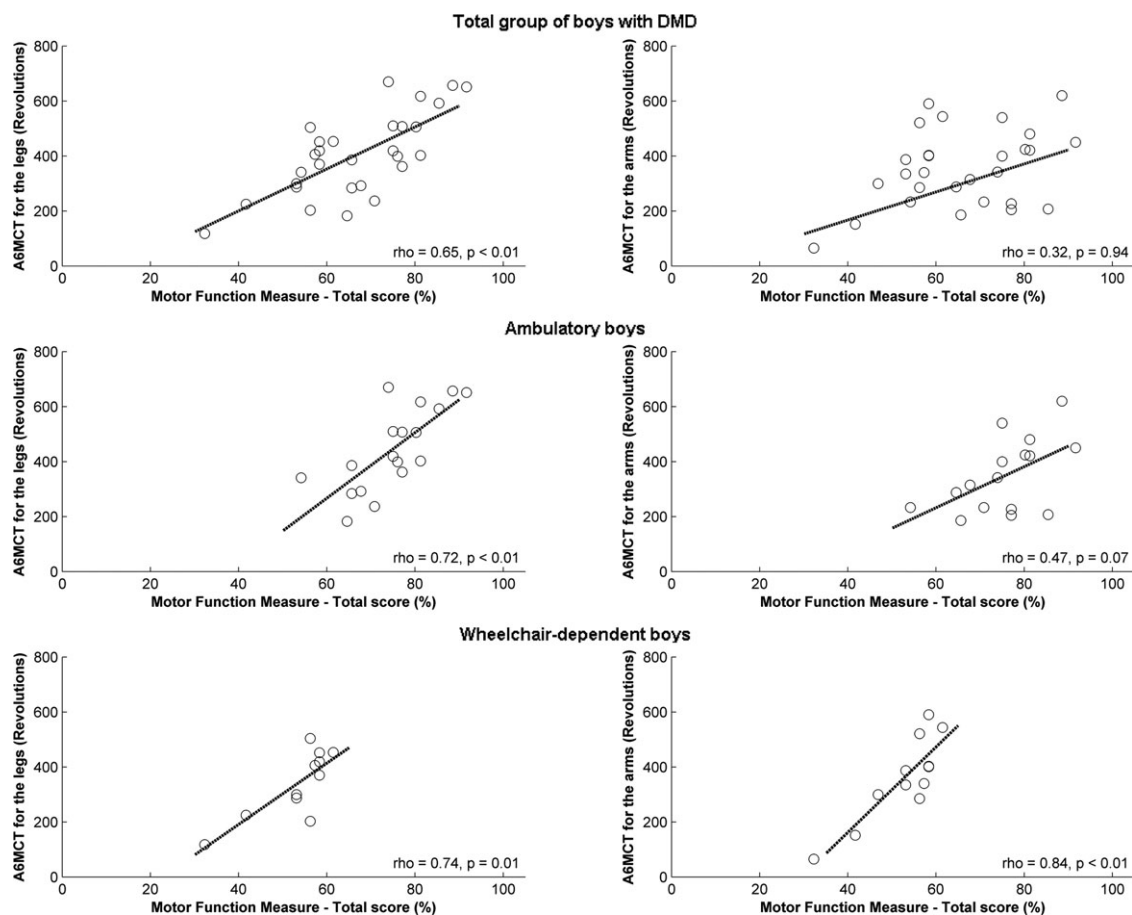 Total group of boys with DMD
800
600
400
200
0
0 20 40 60 80 100
A6MCT for the legs (Revolutions)
Motor Function Measure - Total score (%)
rho = 0.65, p < 0.01
800
600
400
200
0
0 20 40 60 80 100
A6MCT for the arms (Revolutions)
Motor Function Measure - Total score (%)
rho = 0.32, p = 0.94
Ambulatory boys
800
600
400
200
0
0 20 40 60 80 100
A6MCT for the legs (Revolutions)
Motor Function Measure - Total score (%)
rho = 0.72, p < 0.01
800
600
400
200
0
0 20 40 60 80 100
A6MCT for the arms (Revolutions)
Motor Function Measure - Total score (%)
rho = 0.47, p = 0.07
Wheelchair-dependent boys
800
600
400
200
0
0 20 40 60 80 100
A6MCT for the legs (Revolutions)
Motor Function Measure - Total score (%)
rho = 0.74, p = 0.01
800
600
400
200
0
0 20 40 60 80 100
A6MCT for the arms (Revolutions)
Motor Function Measure - Total score (%)
rho = 0.84, p < 0.01